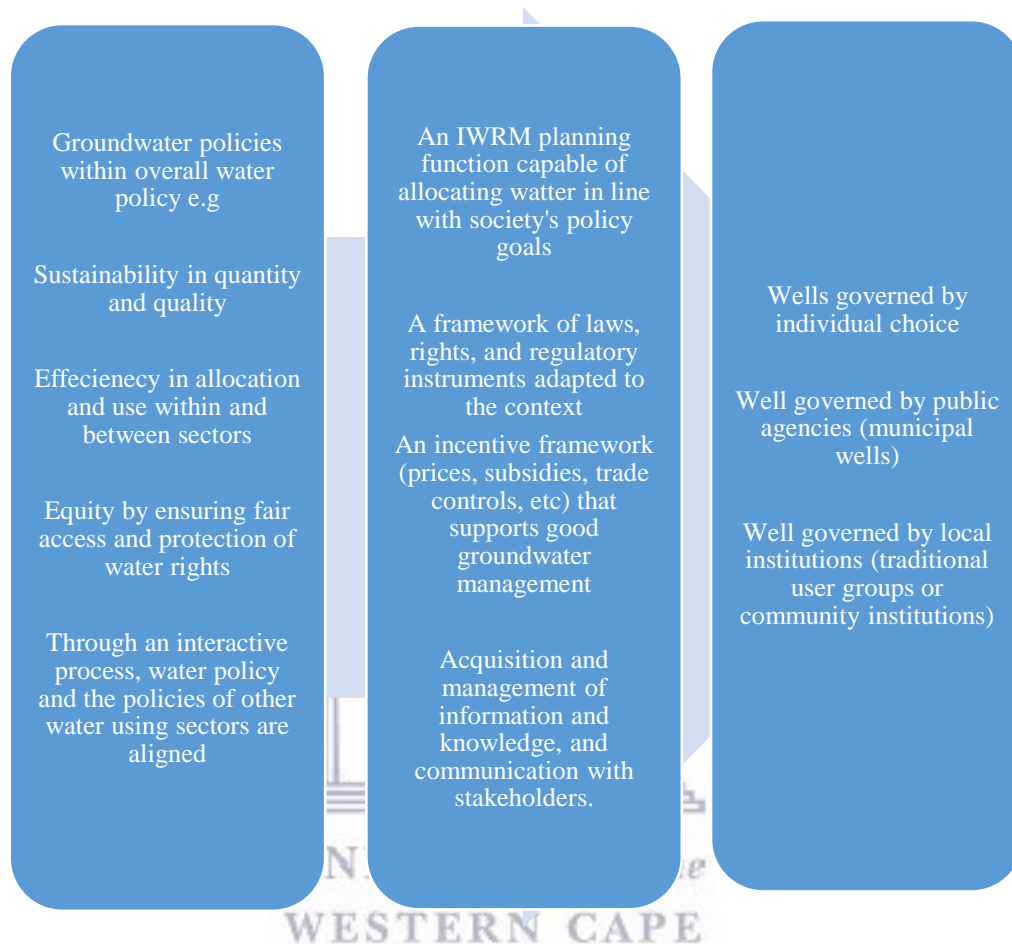 Groundwater policies
within overall water
policy e.g
Sustainability in quantity
and quality
Effecienecy in allocation
and use within and
between sectors
Equity by ensuring fair
access and protection of
water rights
Through an interactive
process, water policy
and the policies of other
water using sectors are
aligned
An IWRM planning
function capable of
allocating watter in line
with society's policy
goals
A framework of laws,
rights, and regulatory
instruments adapted to
the context
An incentive framework
(prices, subsidies, trade
controls, etc) that
supports good
groundwater
management
Acquisition and
management of
information and
knowledge, and
communication with
stakeholders.
Wells governed by
individual choice
Well governed by public
agencies (municipal
wells)
Well governed by local
institutions (traditional
user groups or
community institutions)
WESTERN CAPE